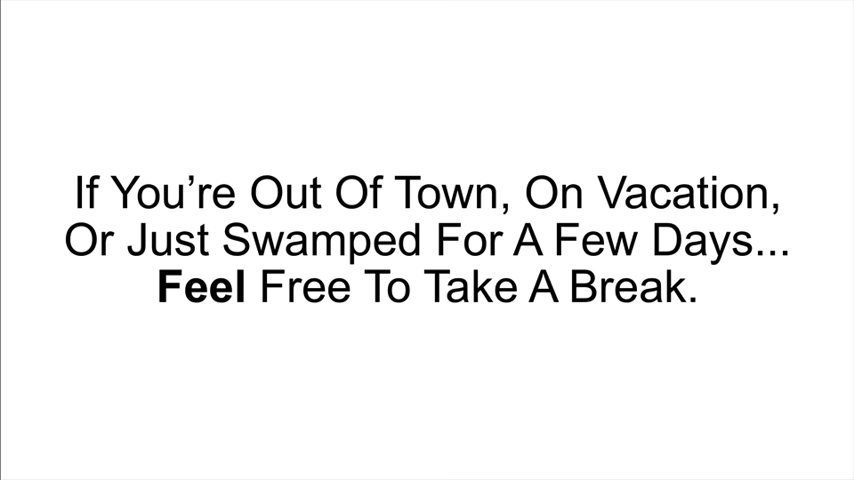 If You’re Out Of Town, On Vacation,
Or Just Swamped For A Few Days...
Feel Free To Take A Break.